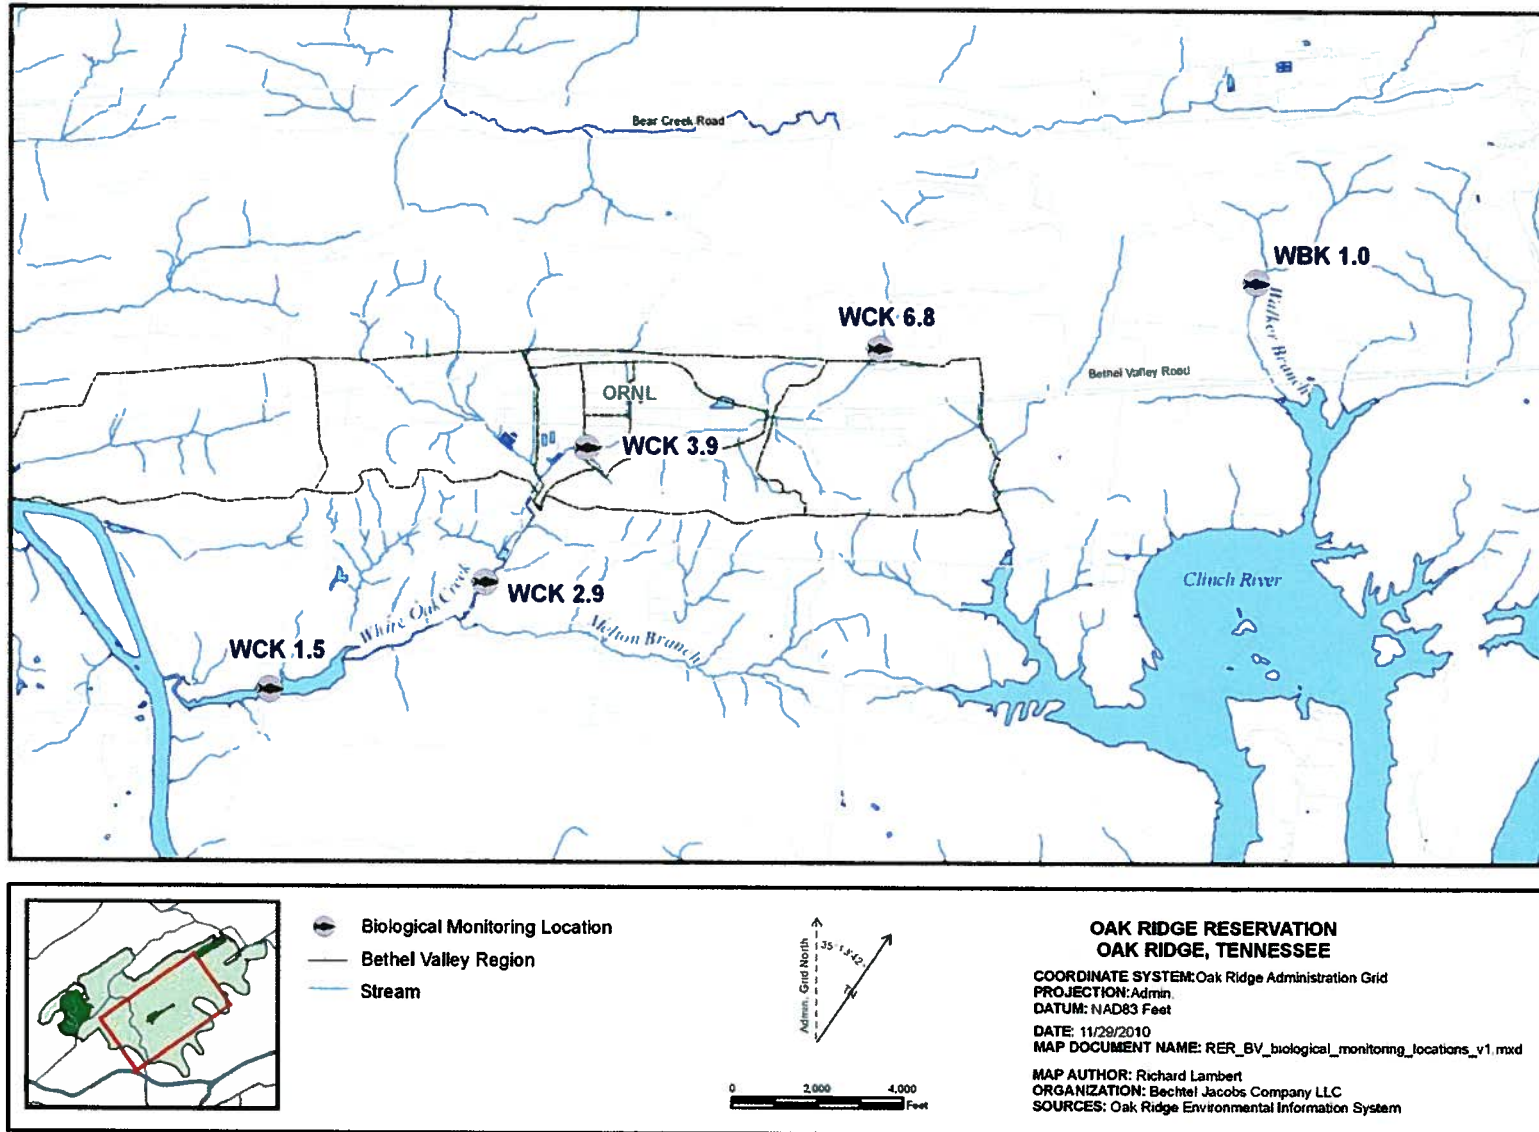 Bear Creek Road
WBK 1.0
Walker Branch
WCK 6.8
Bethel Valley Road
ORNL
WCK 3.9
Clinch River
WCK 2.9
White Oak Creek
Melton Branch
WCK 1.5
Biological Monitoring Location
Bethel Valley Region
Stream
Admin. Grid North
TN
0 2,000 4,000
Feet
OAK RIDGE RESERVATION
OAK RIDGE, TENNESSEE
COORDINATE SYSTEM: Oak Ridge Administration Grid
PROJECTION: Admin.
DATUM: NAD83 Feet
DATE: 11/29/2010
MAP DOCUMENT NAME: RER_BV_biological_monitoring_locations_v1.mxd
MAP AUTHOR: Richard Lambert
ORGANIZATION: Bechtel Jacobs Company LLC
SOURCES: Oak Ridge Environmental Information System